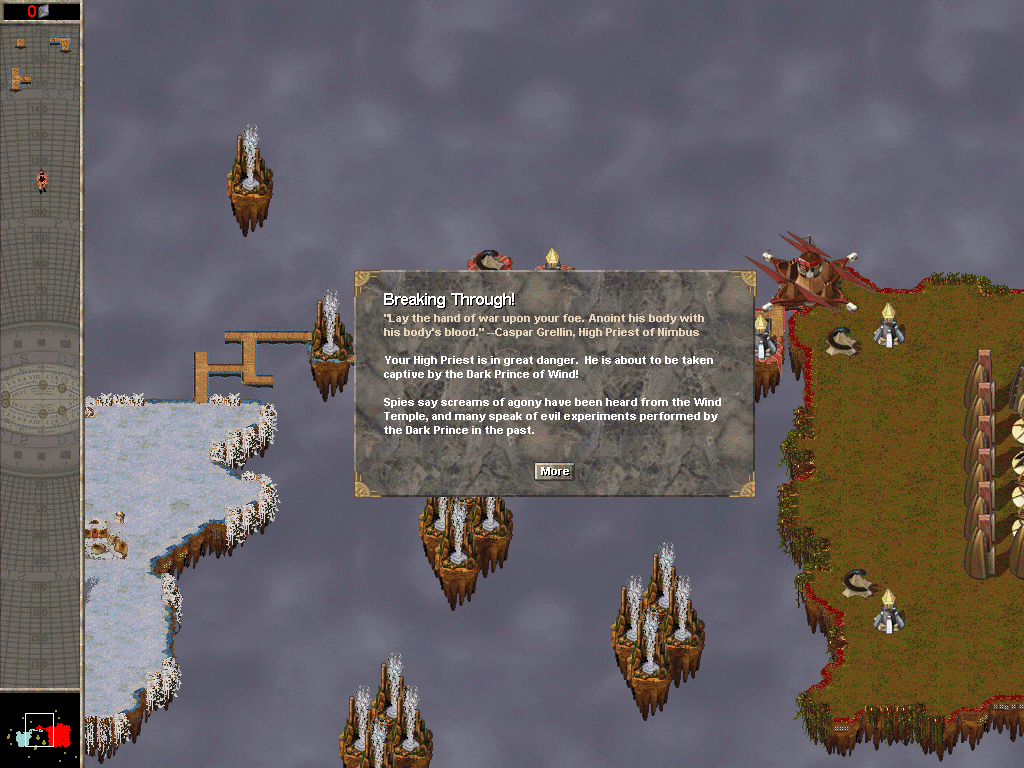 0
Breaking Through!
"Lay the hand of war upon your foe. Anoint his body with
his body's blood." --Caspar Grellin, High Priest of Nimbus
Your High Priest is in great danger.  He is about to be taken
captive by the Dark Prince of Wind!
Spies say screams of agony have been heard from the Wind
Temple, and many speak of evil experiments performed by
the Dark Prince in the past.
More